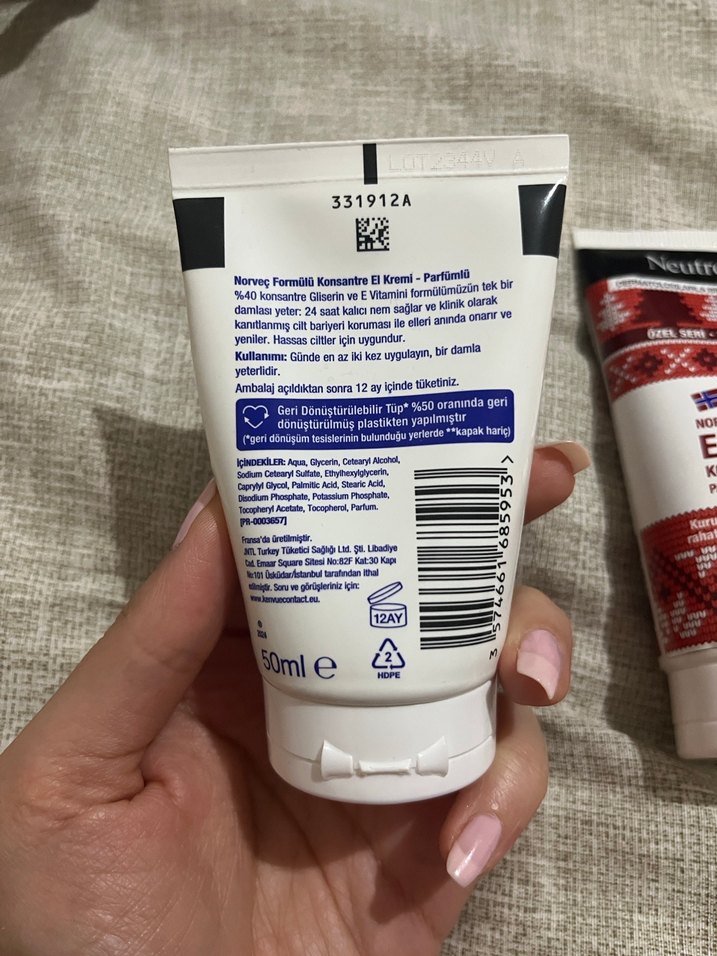 LOT2344V A
331912A
Norveç Formülü Konsantre El Kremi - Parfümlü
%40 konsantre Gliserin ve E Vitamini formülümüzün tek bir
damlası yeter: 24 saat kalıcı nem sağlar ve klinik olarak
kanıtlanmış cilt bariyeri koruması ile elleri anında onarır ve
yeniler. Hassas ciltler için uygundur.
Kullanımı: Günde en az iki kez uygulayın, bir damla
yeterlidir.
Ambalaj açıldıktan sonra 12 ay içinde tüketiniz.
Geri Dönüştürülebilir Tüp* %50 oranında geri
dönüştürülmüş plastikten yapılmıştır
(*geri dönüşüm tesislerinin bulunduğu yerlerde **kapak hariç)
İÇİNDEKİLER: Aqua, Glycerin, Cetearyl Alcohol,
Sodium Cetearyl Sulfate, Ethylhexylglycerin,
Caprylyl Glycol, Palmitic Acid, Stearic Acid,
Disodium Phosphate, Potassium Phosphate,
Tocopheryl Acetate, Tocopherol, Parfum.
[PR-0003657]
Fransa'da üretilmiştir.
JNTL Turkey Tüketici Sağlığı Ltd. Şti. Libadiye
Cad. Emaar Square Sitesi No:82F Kat:30 Kapı
No:101 Üsküdar/İstanbul tarafından ithal
edilmiştir. Soru ve görüşleriniz için:
www.kenvuecontact.eu.
©
2024
50ml e
12AY
2
HDPE
3 574661 685953 >
Neutro
ÖZEL SERİ
NOR
E
K
P
Kuru
rahat